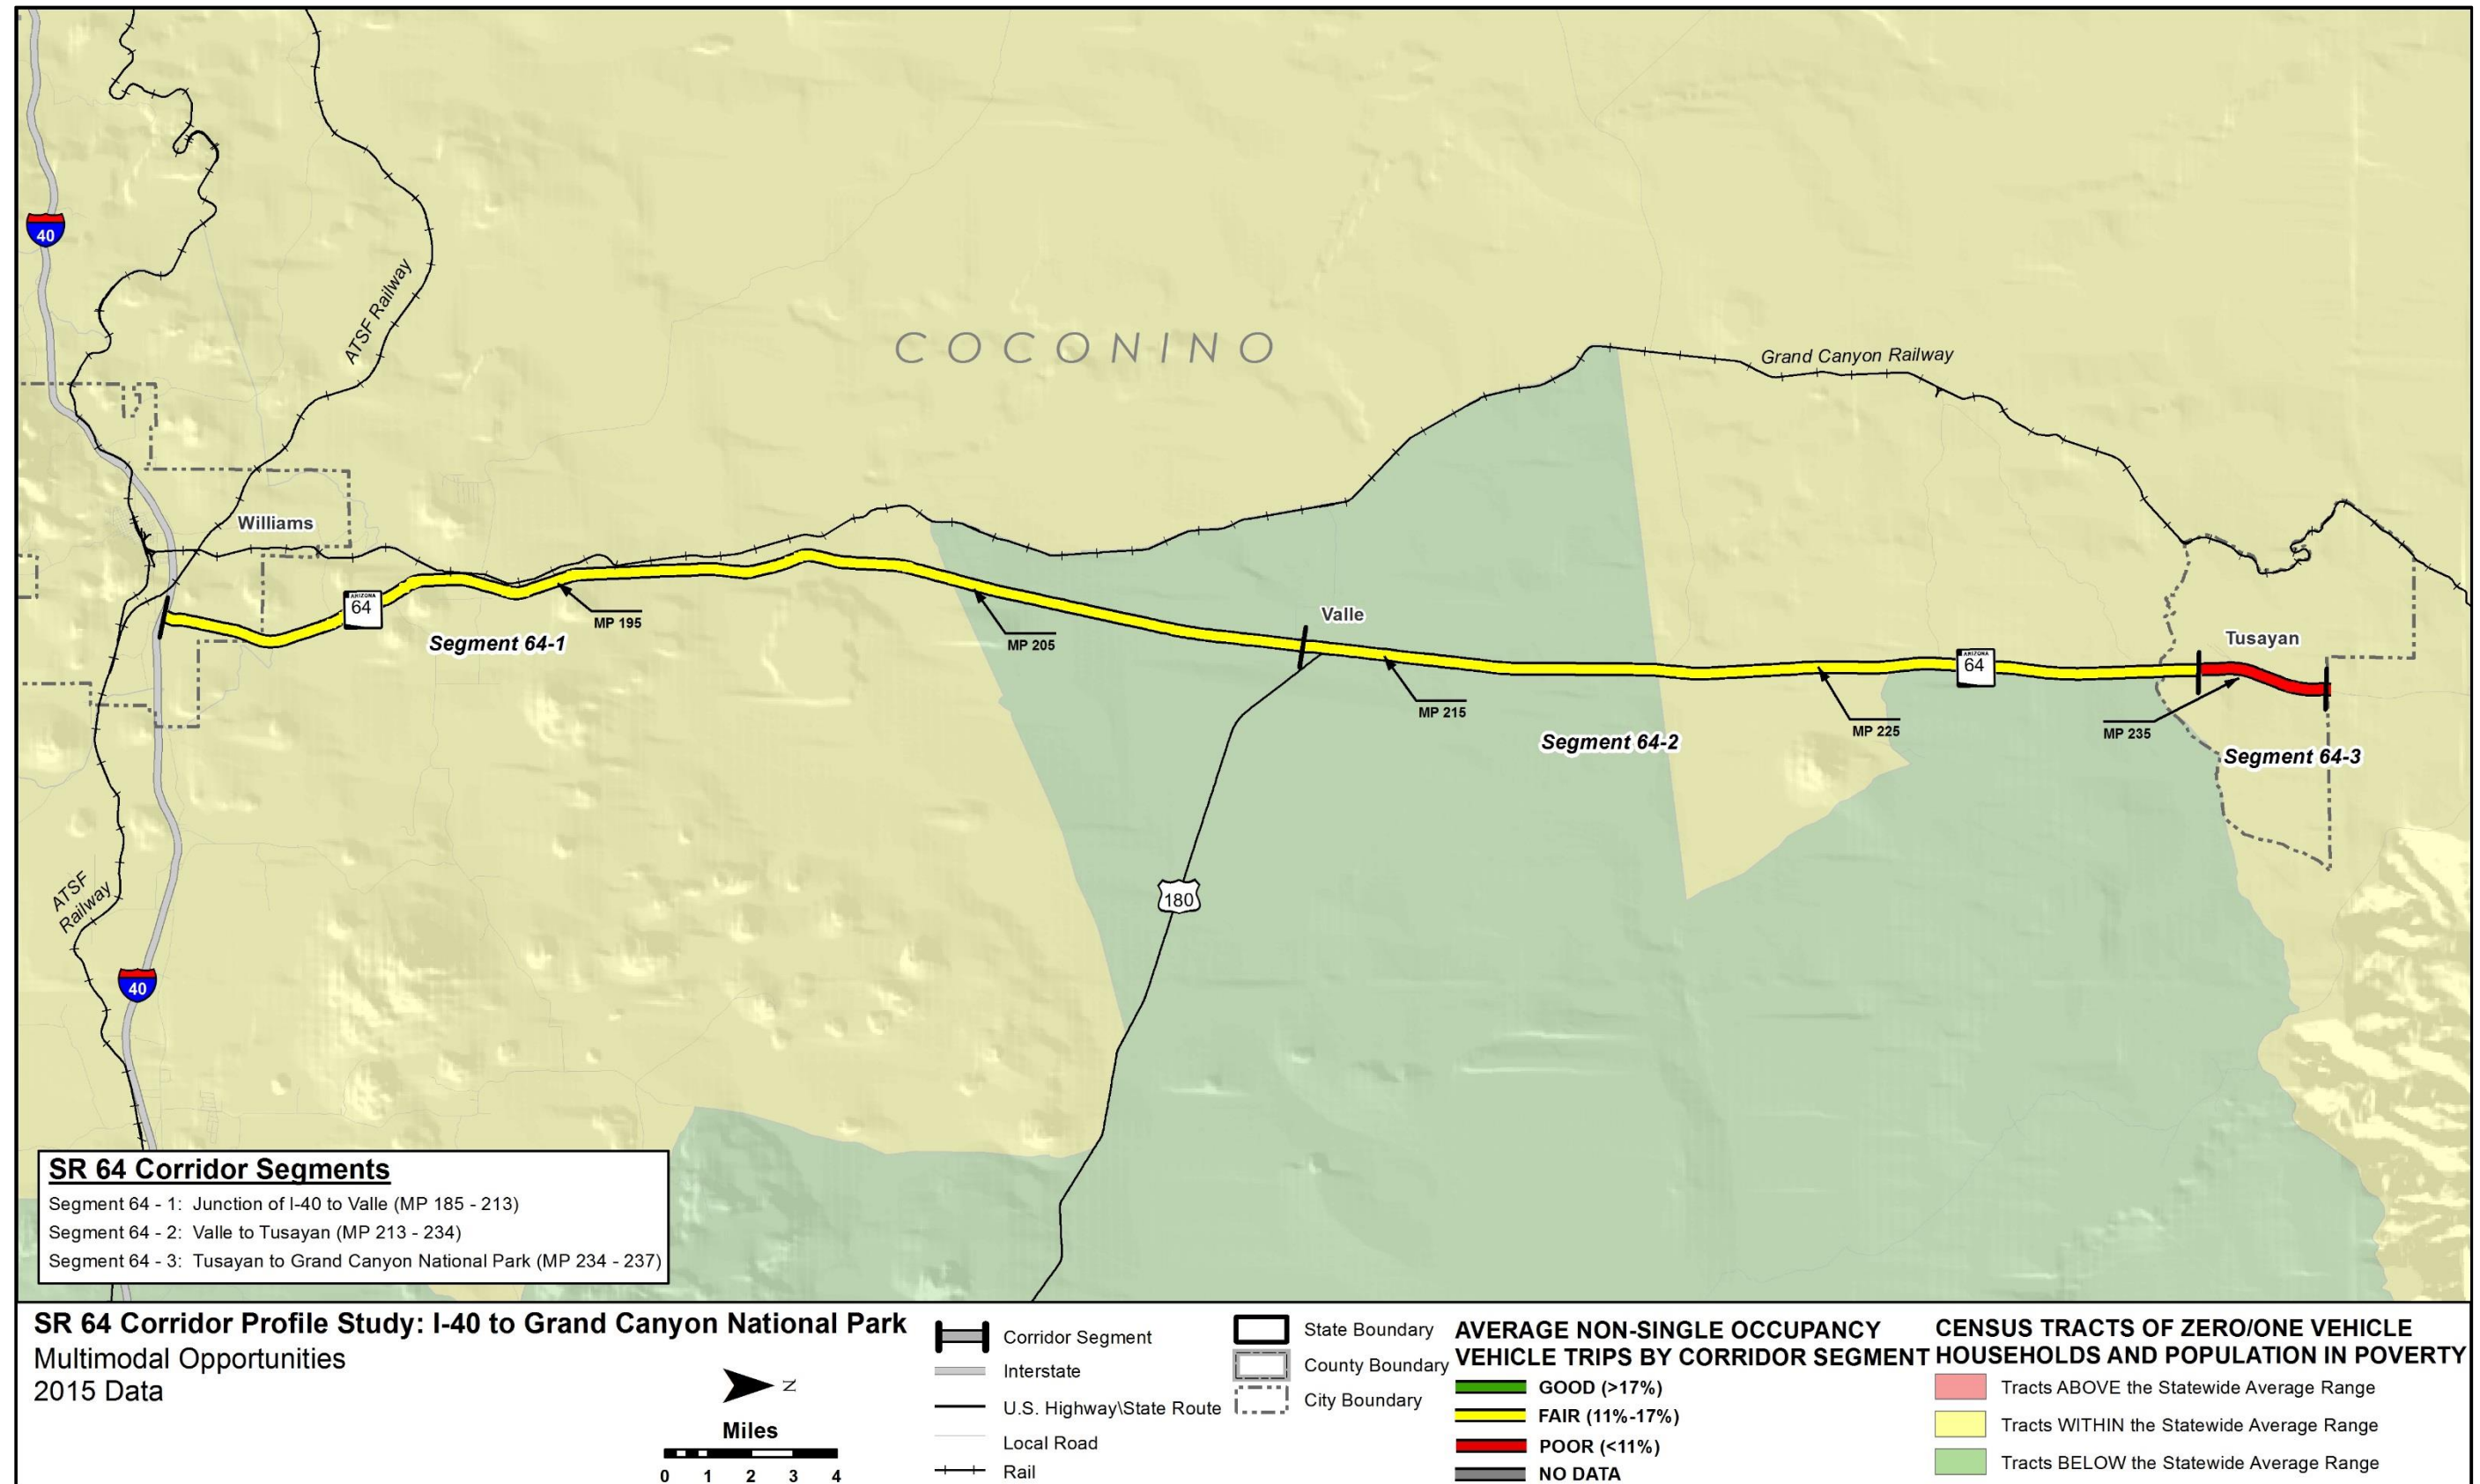 40
ATSF Railway
COCONINO
Grand Canyon Railway
Williams
ARIZONA
64
Segment 64-1
MP 195
MP 205
Valle
MP 215
Segment 64-2
MP 225
ARIZONA
64
Tusayan
MP 235
Segment 64-3
180
ATSF
Railway
40
SR 64 Corridor Segments
Segment 64 - 1: Junction of I-40 to Valle (MP 185 - 213)
Segment 64 - 2: Valle to Tusayan (MP 213 - 234)
Segment 64 - 3: Tusayan to Grand Canyon National Park (MP 234 - 237)
SR 64 Corridor Profile Study: I-40 to Grand Canyon National Park
Multimodal Opportunities
2015 Data
N
Miles
0 1 2 3 4
Corridor Segment
Interstate
U.S. Highway\State Route
Local Road
Rail
State Boundary
County Boundary
City Boundary
AVERAGE NON-SINGLE OCCUPANCY
VEHICLE TRIPS BY CORRIDOR SEGMENT
GOOD (>17%)
FAIR (11%-17%)
POOR (<11%)
NO DATA
CENSUS TRACTS OF ZERO/ONE VEHICLE
HOUSEHOLDS AND POPULATION IN POVERTY
Tracts ABOVE the Statewide Average Range
Tracts WITHIN the Statewide Average Range
Tracts BELOW the Statewide Average Range